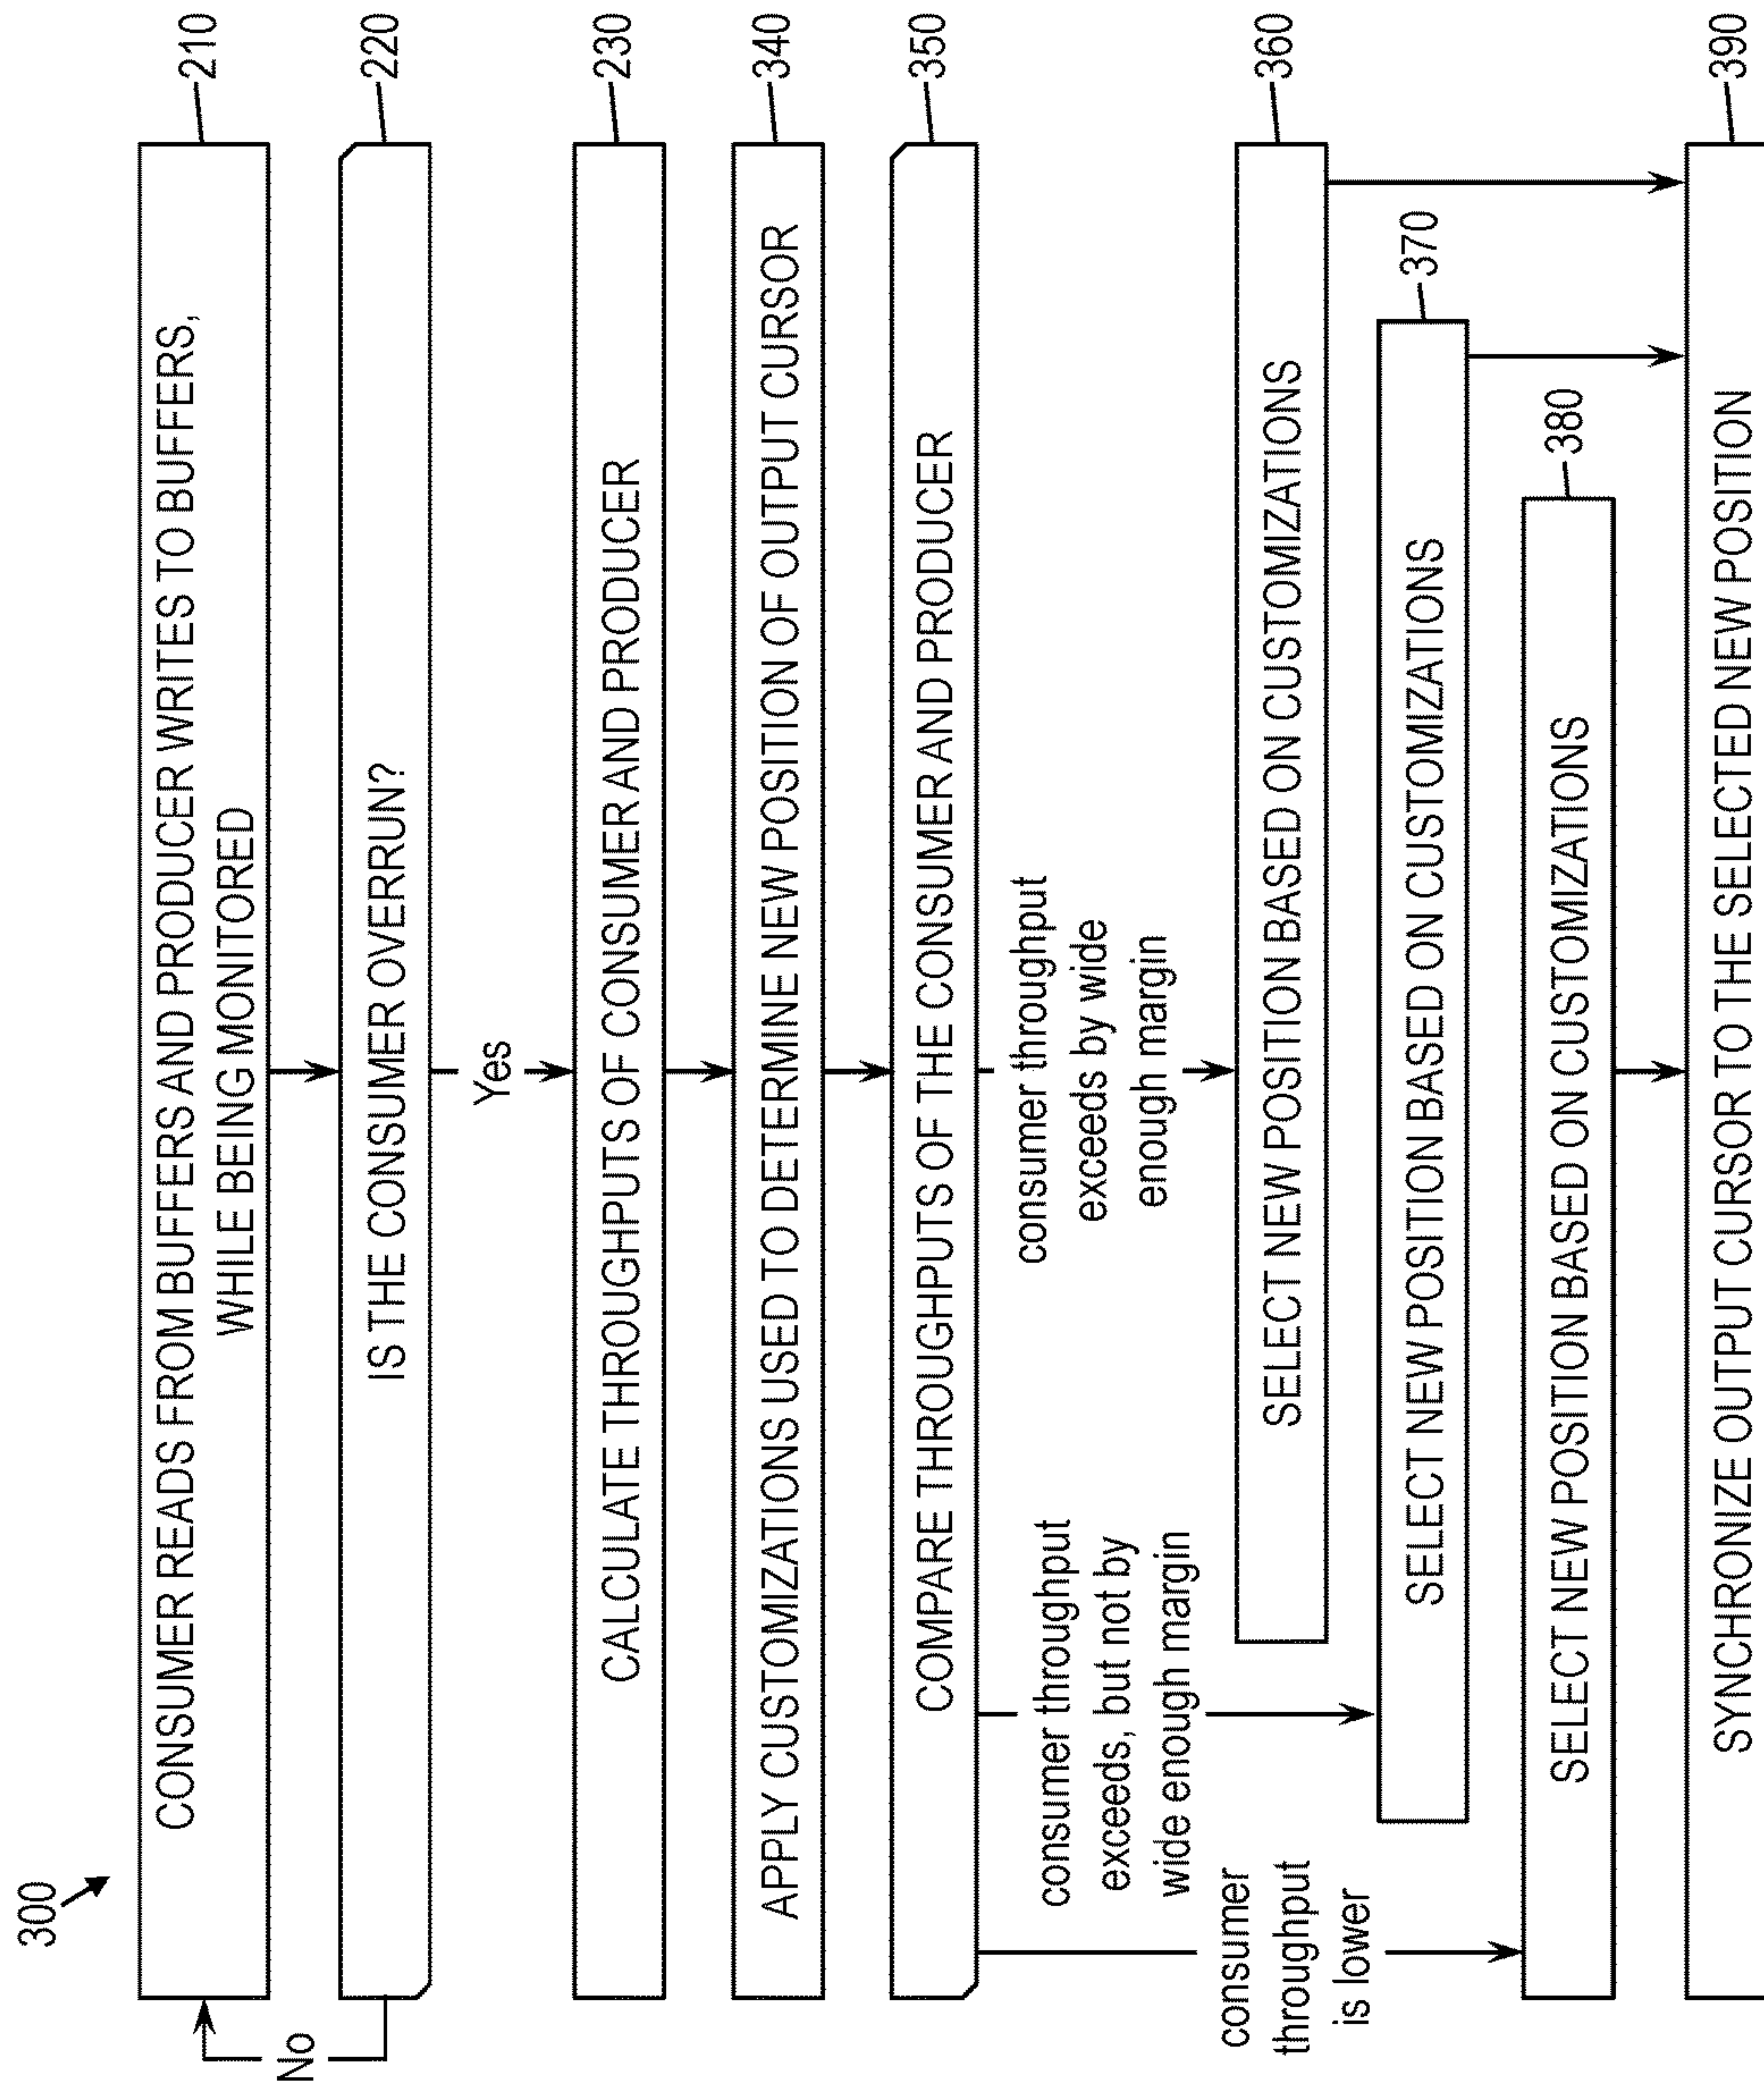 300
CONSUMER READS FROM BUFFERS AND PRODUCER WRITES TO BUFFERS,
WHILE BEING MONITORED
210
No
IS THE CONSUMER OVERRUN?
220
Yes
CALCULATE THROUGHPUTS OF CONSUMER AND PRODUCER
230
APPLY CUSTOMIZATIONS USED TO DETERMINE NEW POSITION OF OUTPUT CURSOR
340
COMPARE THROUGHPUTS OF THE CONSUMER AND PRODUCER
350
consumer
throughput
is lower
consumer throughput
exceeds, but not by
wide enough margin
consumer throughput
exceeds by wide
enough margin
SELECT NEW POSITION BASED ON CUSTOMIZATIONS
360
SELECT NEW POSITION BASED ON CUSTOMIZATIONS
370
SELECT NEW POSITION BASED ON CUSTOMIZATIONS
380
SYNCHRONIZE OUTPUT CURSOR TO THE SELECTED NEW POSITION
390